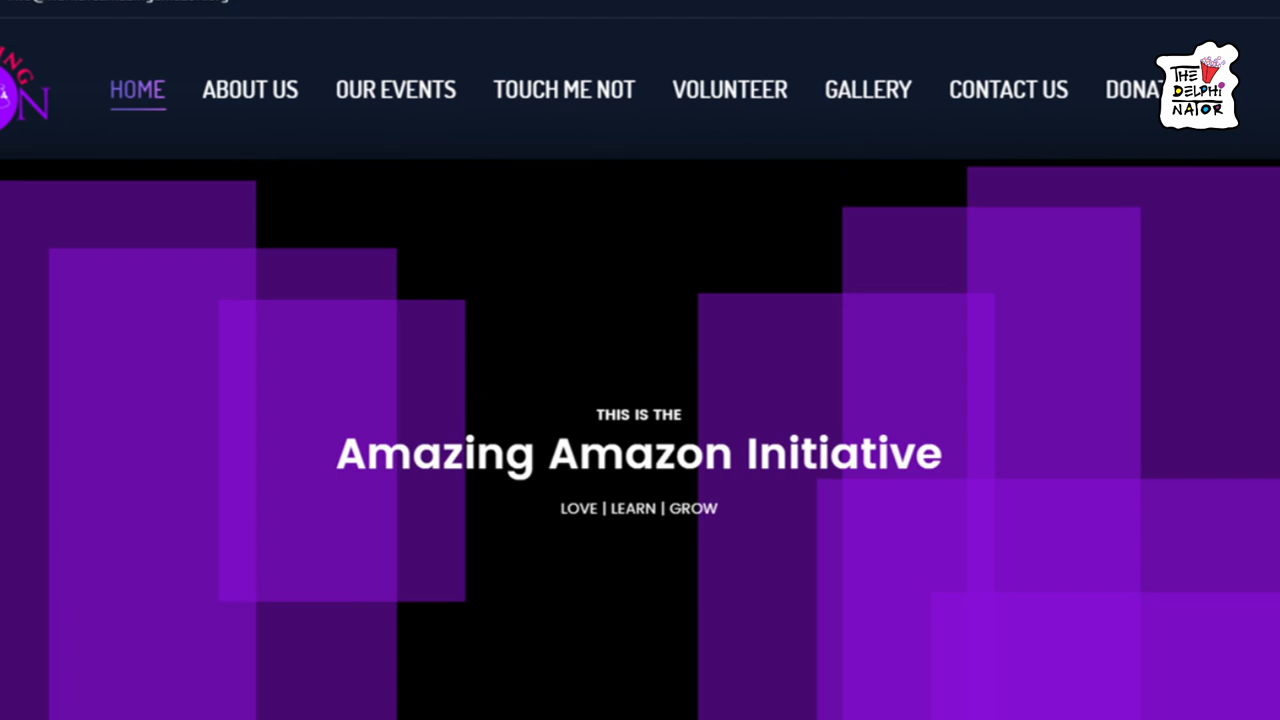 HOME ABOUT US OUR EVENTS TOUCH ME NOT VOLUNTEER GALLERY CONTACT US
THE
DELPHI
NATOR
THIS IS THE
Amazing Amazon Initiative
LOVE | LEARN | GROW